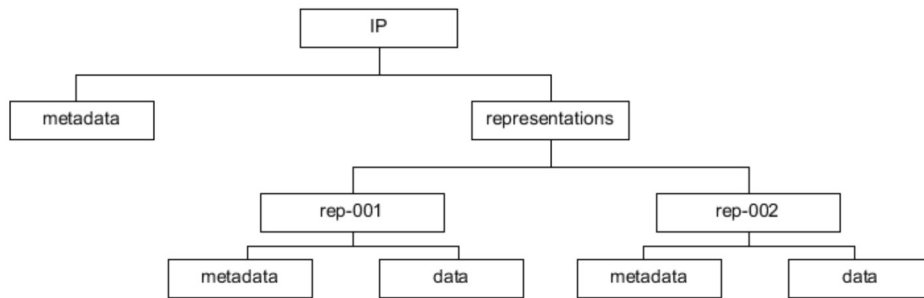 IP
metadata
representations
rep-001
rep-002
metadata
data
metadata
data